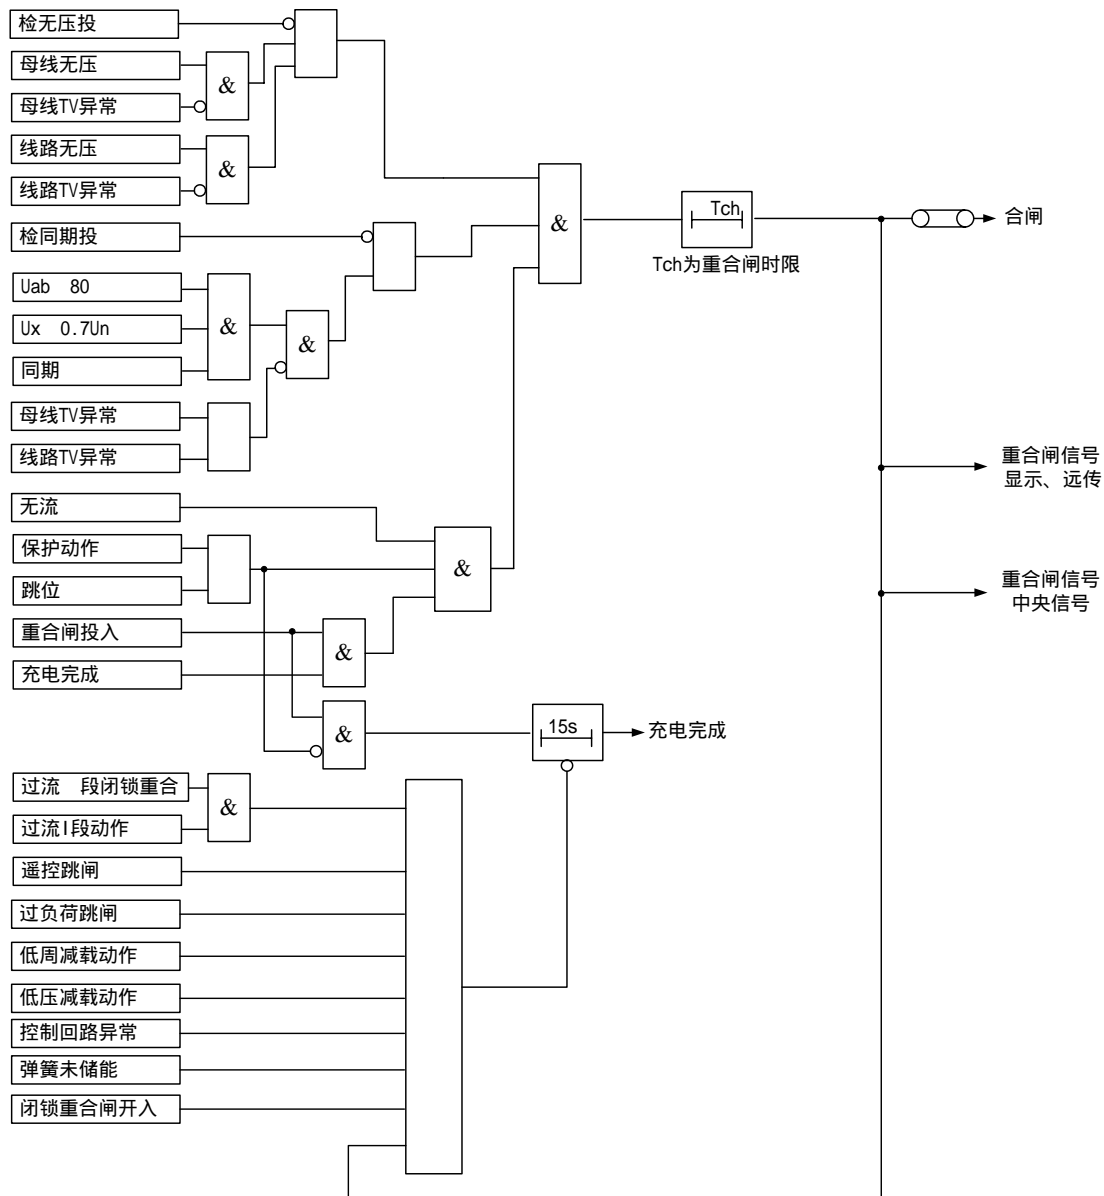 检无压投
母线无压
&
母线TV异常
线路无压
&
线路TV异常
&
Tch
合闸
检同期投
Tch为重合闸时限
Uab 80
Ux 0.7Un
&
&
同期
母线TV异常
线路TV异常
重合闸信号
显示、远传
无流
保护动作
&
跳位
重合闸信号
中央信号
重合闸投入
&
充电完成
&
15s
充电完成
过流 段闭锁重合
&
过流I段动作
遥控跳闸
过负荷跳闸
低周减载动作
低压减载动作
控制回路异常
弹簧未储能
闭锁重合闸开入